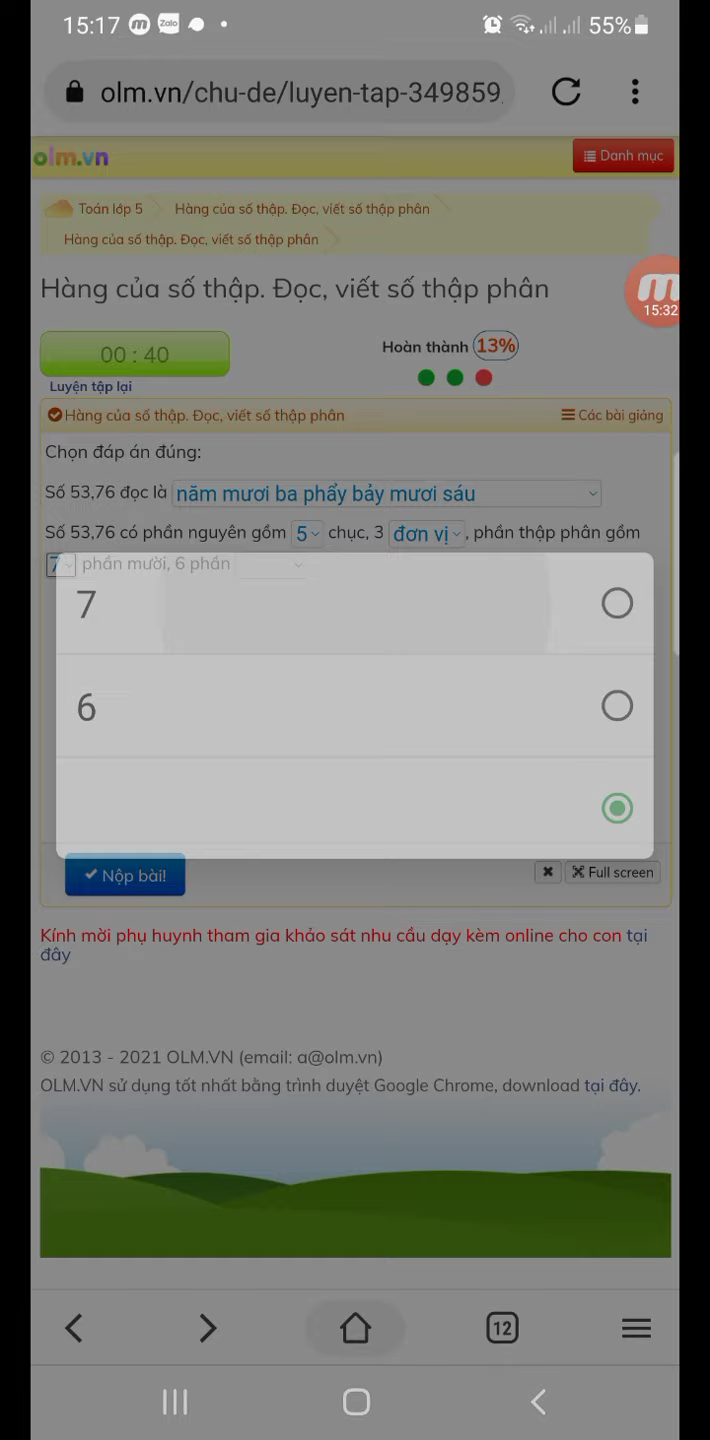 15:17 Zalo 55%
olm.vn/chu-de/luyen-tap-349859
olm.vn Danh mục
Toán lớp 5 Hàng của số thập. Đọc, viết số thập phân
Hàng của số thập. Đọc, viết số thập phân
Hàng của số thập. Đọc, viết số thập phân
15:32
00 : 40 Hoàn thành 13%
Luyện tập lại
Hàng của số thập. Đọc, viết số thập phân Các bài giảng
Chọn đáp án đúng:
Số 53,76 đọc là năm mươi ba phẩy bảy mươi sáu
Số 53,76 có phần nguyên gồm 5 chục, 3 đơn vị, phần thập phân gồm
7 phần mười, 6 phần
7
6
Nộp bài! Full screen
Kính mời phụ huynh tham gia khảo sát nhu cầu dạy kèm online cho con tại
đây
© 2013 - 2021 OLM.VN (email: a@olm.vn)
OLM.VN sử dụng tốt nhất bằng trình duyệt Google Chrome, download tại đây.
12